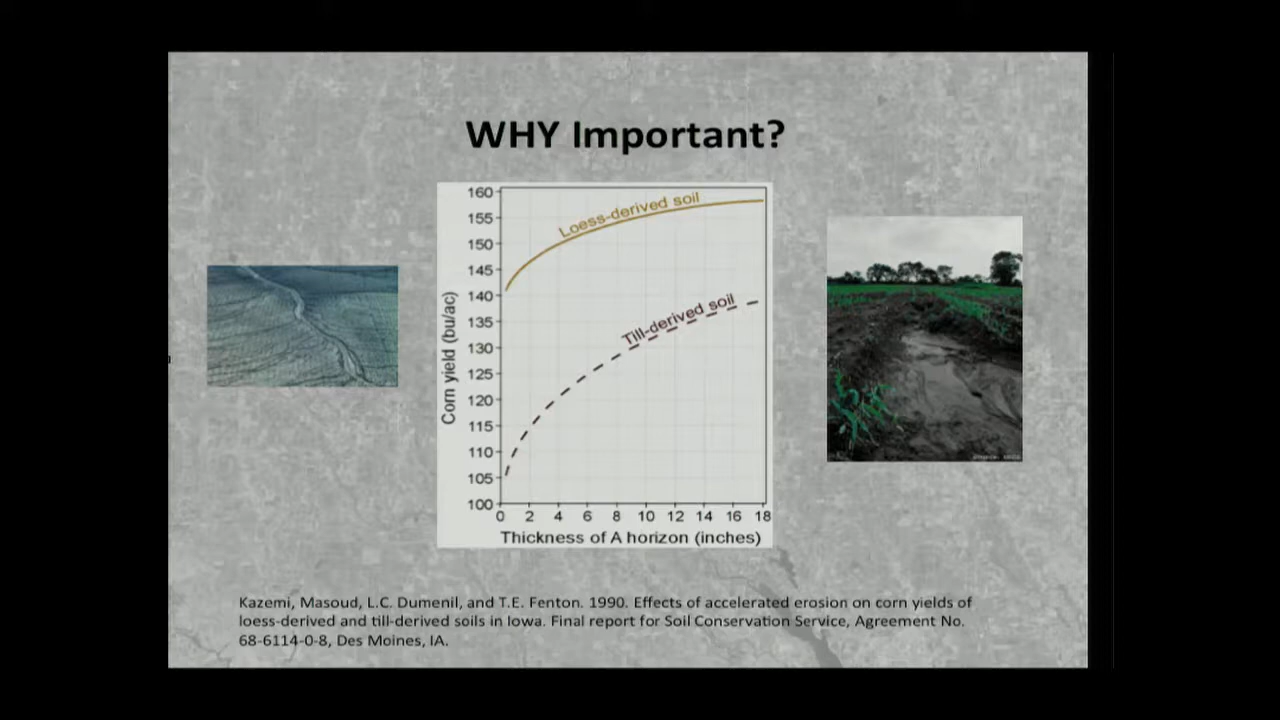 WHY Important?
160
155
150
145
140
135
130
125
120
115
110
105
100
Corn yield (bu/ac)
Loess-derived soil
Till-derived soil
0 2 4 6 8 10 12 14 16 18
Thickness of A horizon (inches)
Kazemi, Masoud, L.C. Dumenil, and T.E. Fenton. 1990. Effects of accelerated erosion on corn yields of
loess-derived and till-derived soils in Iowa. Final report for Soil Conservation Service, Agreement No.
68-6114-0-8, Des Moines, IA.